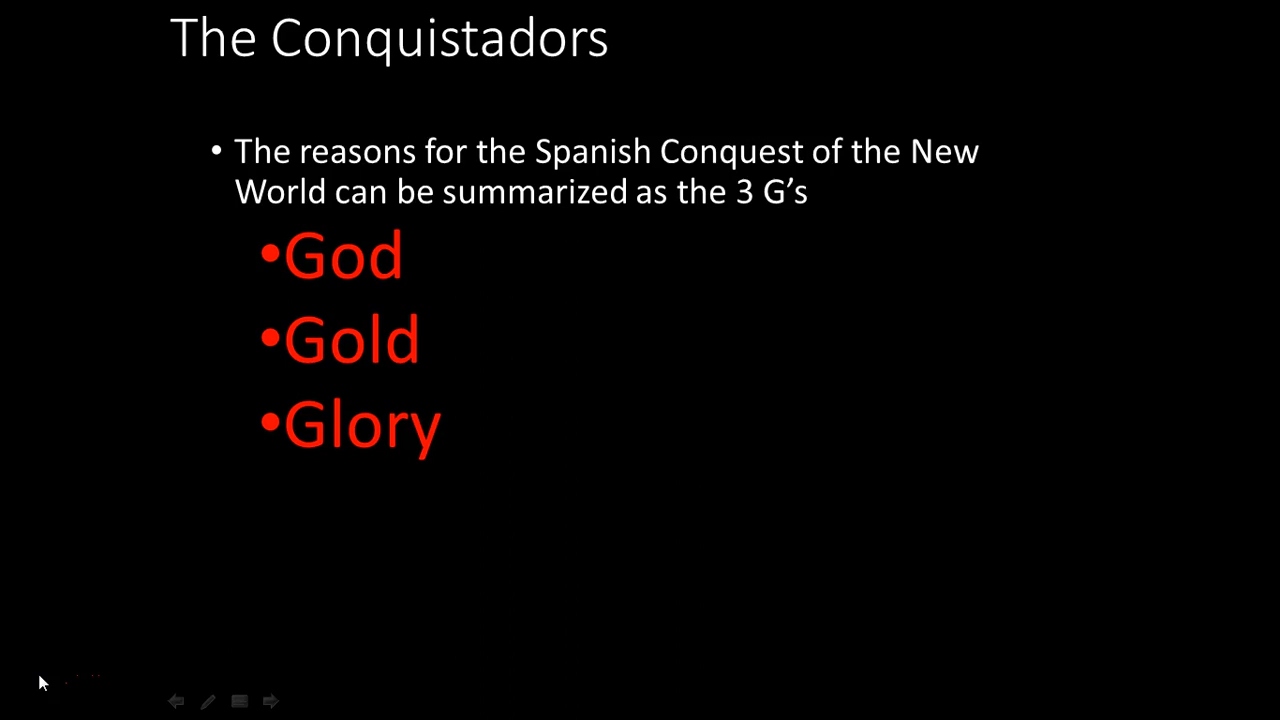 The Conquistadors
• The reasons for the Spanish Conquest of the New
World can be summarized as the 3 G’s
•God
•Gold
•Glory